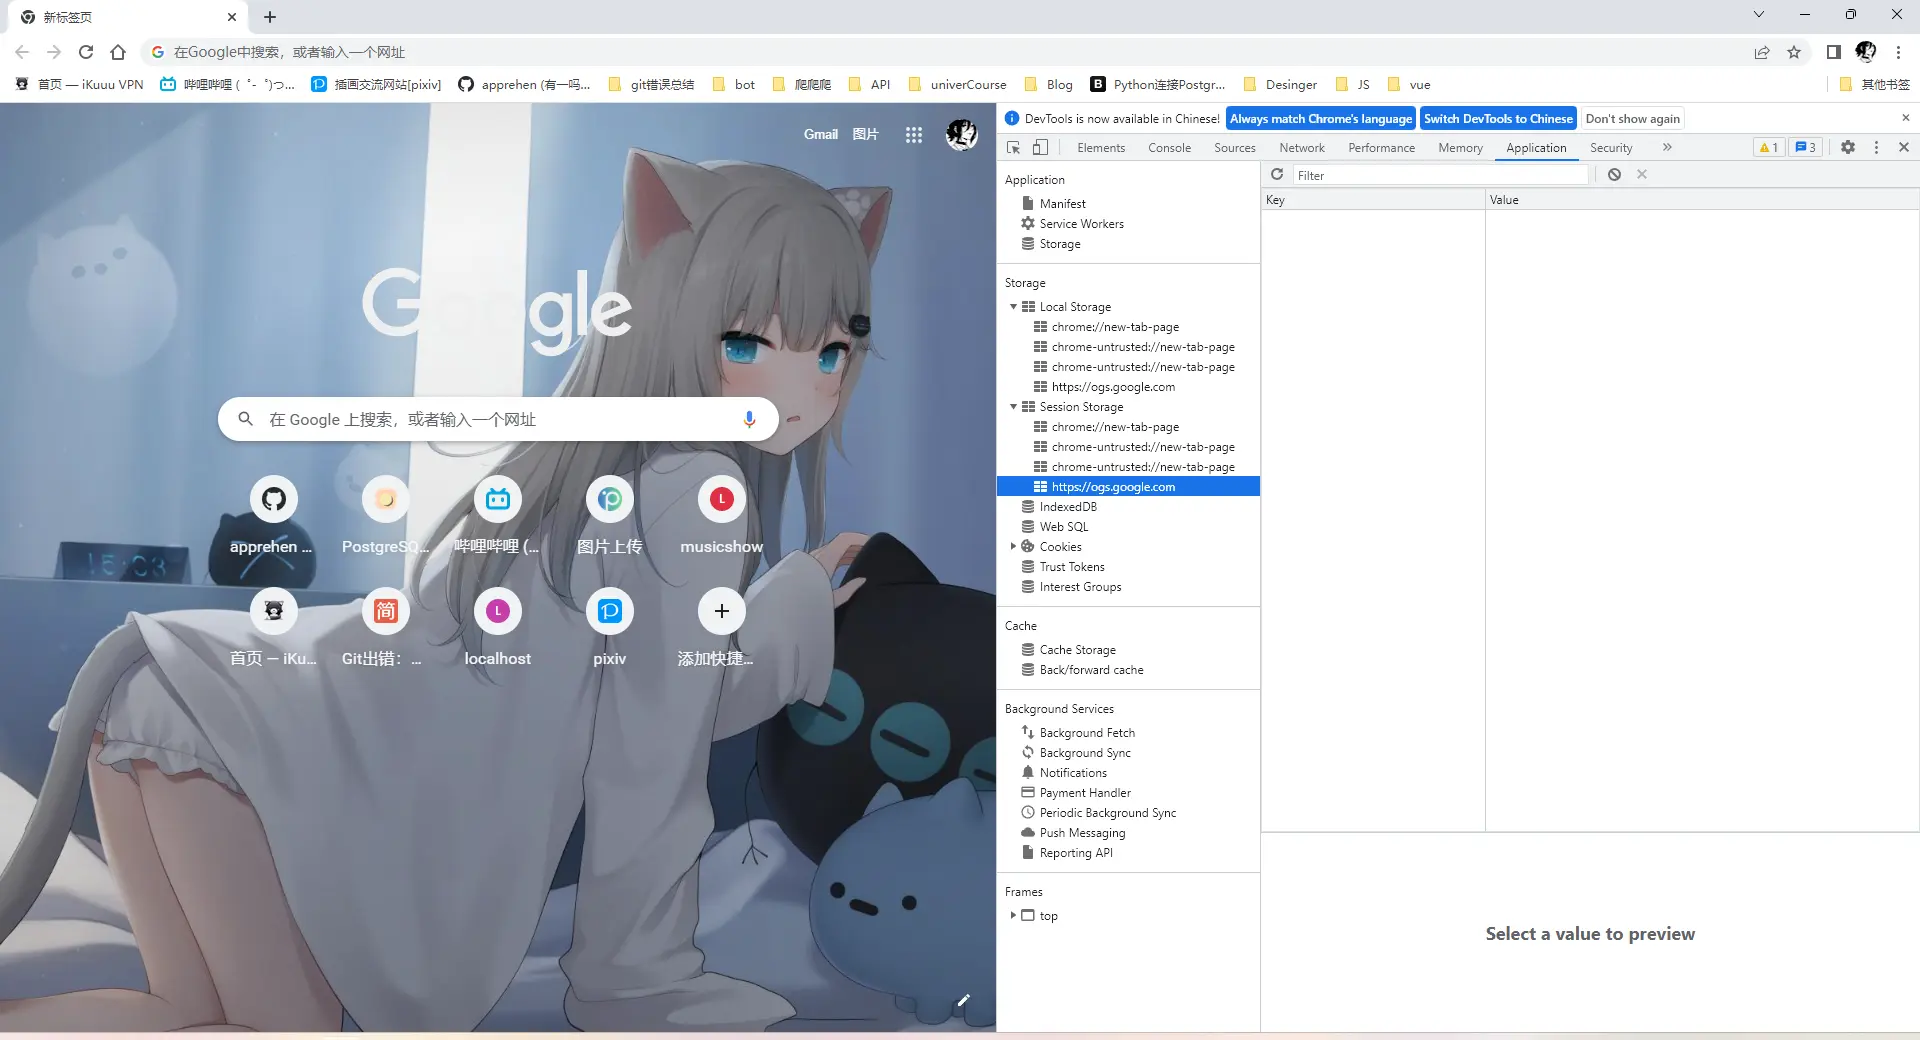 新标签页
在Google中搜索，或者输入一个网址
首页 — iKuuu VPN
哔哩哔哩 (゜-゜)つ...
插画交流网站[pixiv]
apprehen (有一吗...
git错误总结
bot
爬爬爬
API
univerCourse
Blog
Python连接Postgr...
Desinger
JS
vue
其他书签
Gmail
图片
Google
在 Google 上搜索，或者输入一个网址
apprehen ...
PostgreSQ...
哔哩哔哩 (...
图片上传
L
musicshow
首页 — iKu...
简
Git出错：...
L
localhost
pixiv
添加快捷...
15:03
DevTools is now available in Chinese!
Always match Chrome's language
Switch DevTools to Chinese
Don't show again
Elements
Console
Sources
Network
Performance
Memory
Application
Security
1
3
Application
Manifest
Service Workers
Storage
Storage
Local Storage
chrome://new-tab-page
chrome-untrusted://new-tab-page
chrome-untrusted://new-tab-page
https://ogs.google.com
Session Storage
chrome://new-tab-page
chrome-untrusted://new-tab-page
chrome-untrusted://new-tab-page
https://ogs.google.com
IndexedDB
Web SQL
Cookies
Trust Tokens
Interest Groups
Cache
Cache Storage
Back/forward cache
Background Services
Background Fetch
Background Sync
Notifications
Payment Handler
Periodic Background Sync
Push Messaging
Reporting API
Frames
top
Filter
Key
Value
Select a value to preview